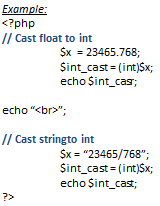 Example:
<?php
// Cast float to int
$x = 23465.768;
$int_cast = (int)$x;
echo $int_cast;
echo “<br>”;
// Cast stringto int
$x = “23465/768”;
$int_cast = (int)$x;
echo $int_cast;
?>